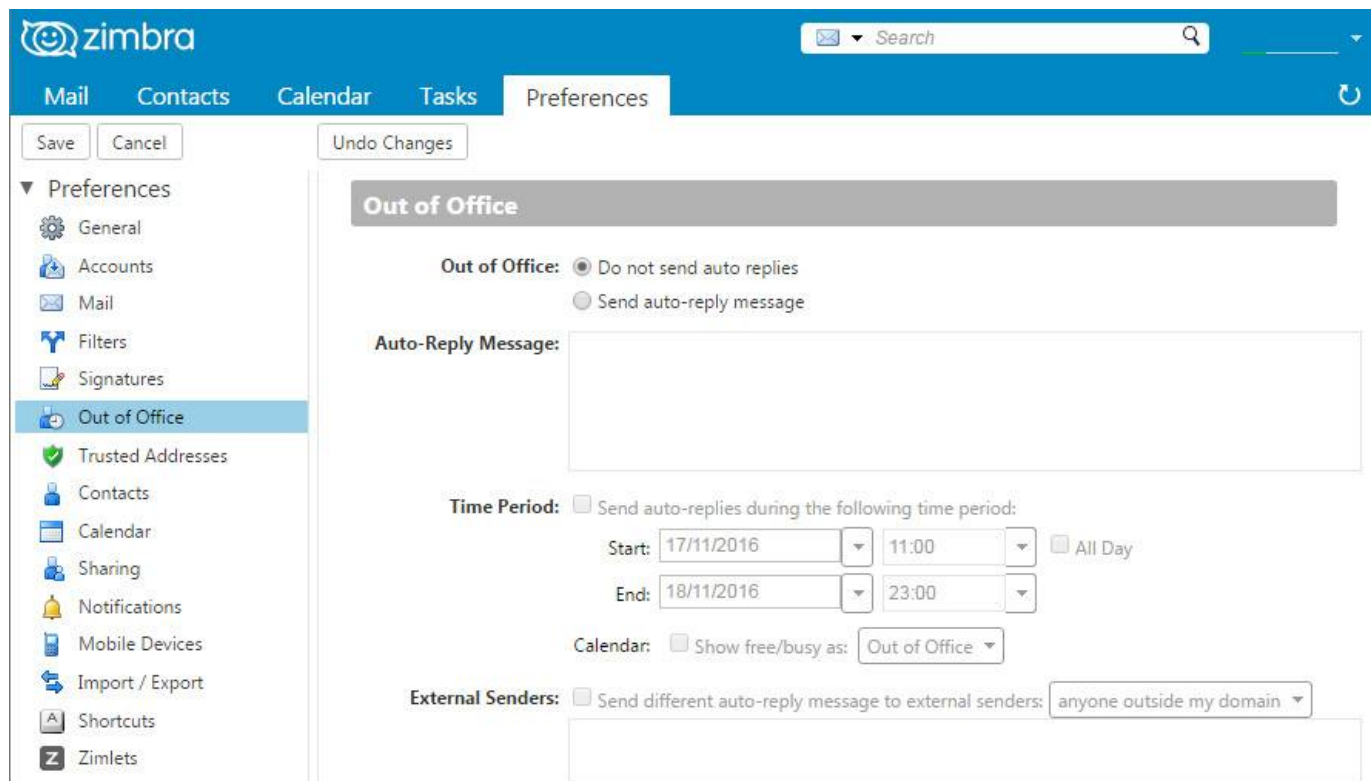 zimbra
Search
Mail Contacts Calendar Tasks Preferences
Save Cancel Undo Changes
Preferences
General
Accounts
Mail
Filters
Signatures
Out of Office
Trusted Addresses
Contacts
Calendar
Sharing
Notifications
Mobile Devices
Import / Export
Shortcuts
Zimlets
Out of Office
Out of Office: Do not send auto replies
Send auto-reply message
Auto-Reply Message:
Time Period: Send auto-replies during the following time period:
Start: 17/11/2016 11:00 All Day
End: 18/11/2016 23:00
Calendar: Show free/busy as: Out of Office
External Senders: Send different auto-reply message to external senders: anyone outside my domain